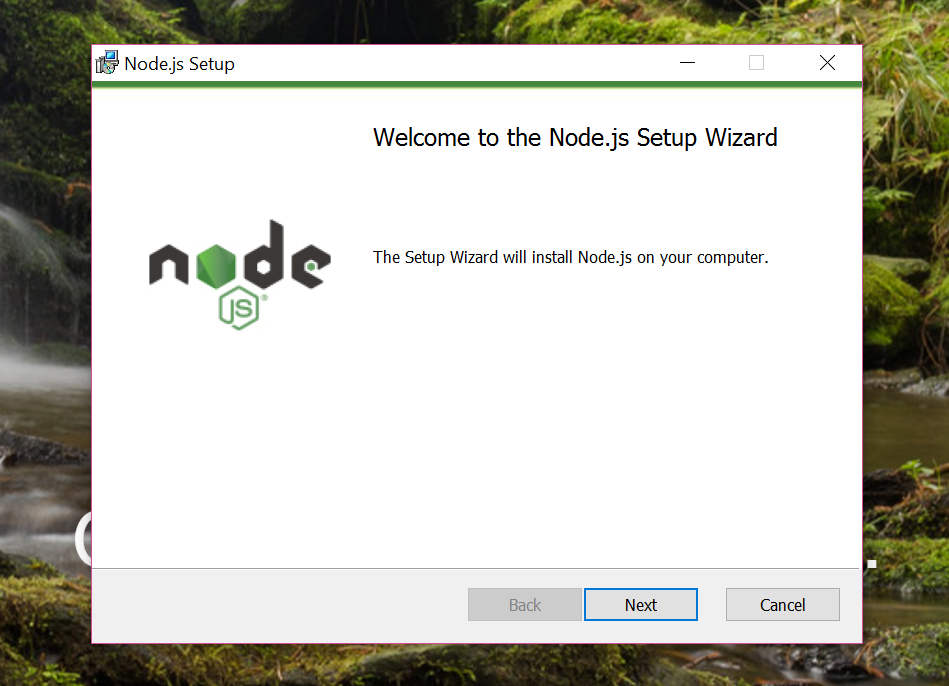 Node.js Setup
Welcome to the Node.js Setup Wizard
node
JS®
The Setup Wizard will install Node.js on your computer.
Back
Next
Cancel